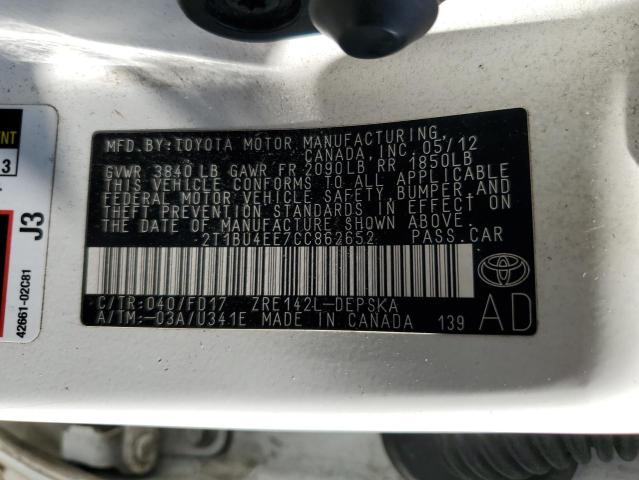 MFD.BY:TOYOTA MOTOR MANUFACTURING,
CANADA, INC. 05/12
GVWR 3840 LB GAWR FR 2090LB RR 1850LB
THIS VEHICLE CONFORMS TO ALL APPLICABLE
FEDERAL MOTOR VEHICLE SAFETY, BUMPER, AND
THEFT PREVENTION STANDARDS IN EFFECT ON
THE DATE OF MANUFACTURE SHOWN ABOVE.
2T1BU4EE7CC862652 PASS.CAR
C/TR:040/FD17 ZRE142L-DEPSKA
A/TM:-03A/U341E MADE IN CANADA 139
AD
J3
42661-02C81